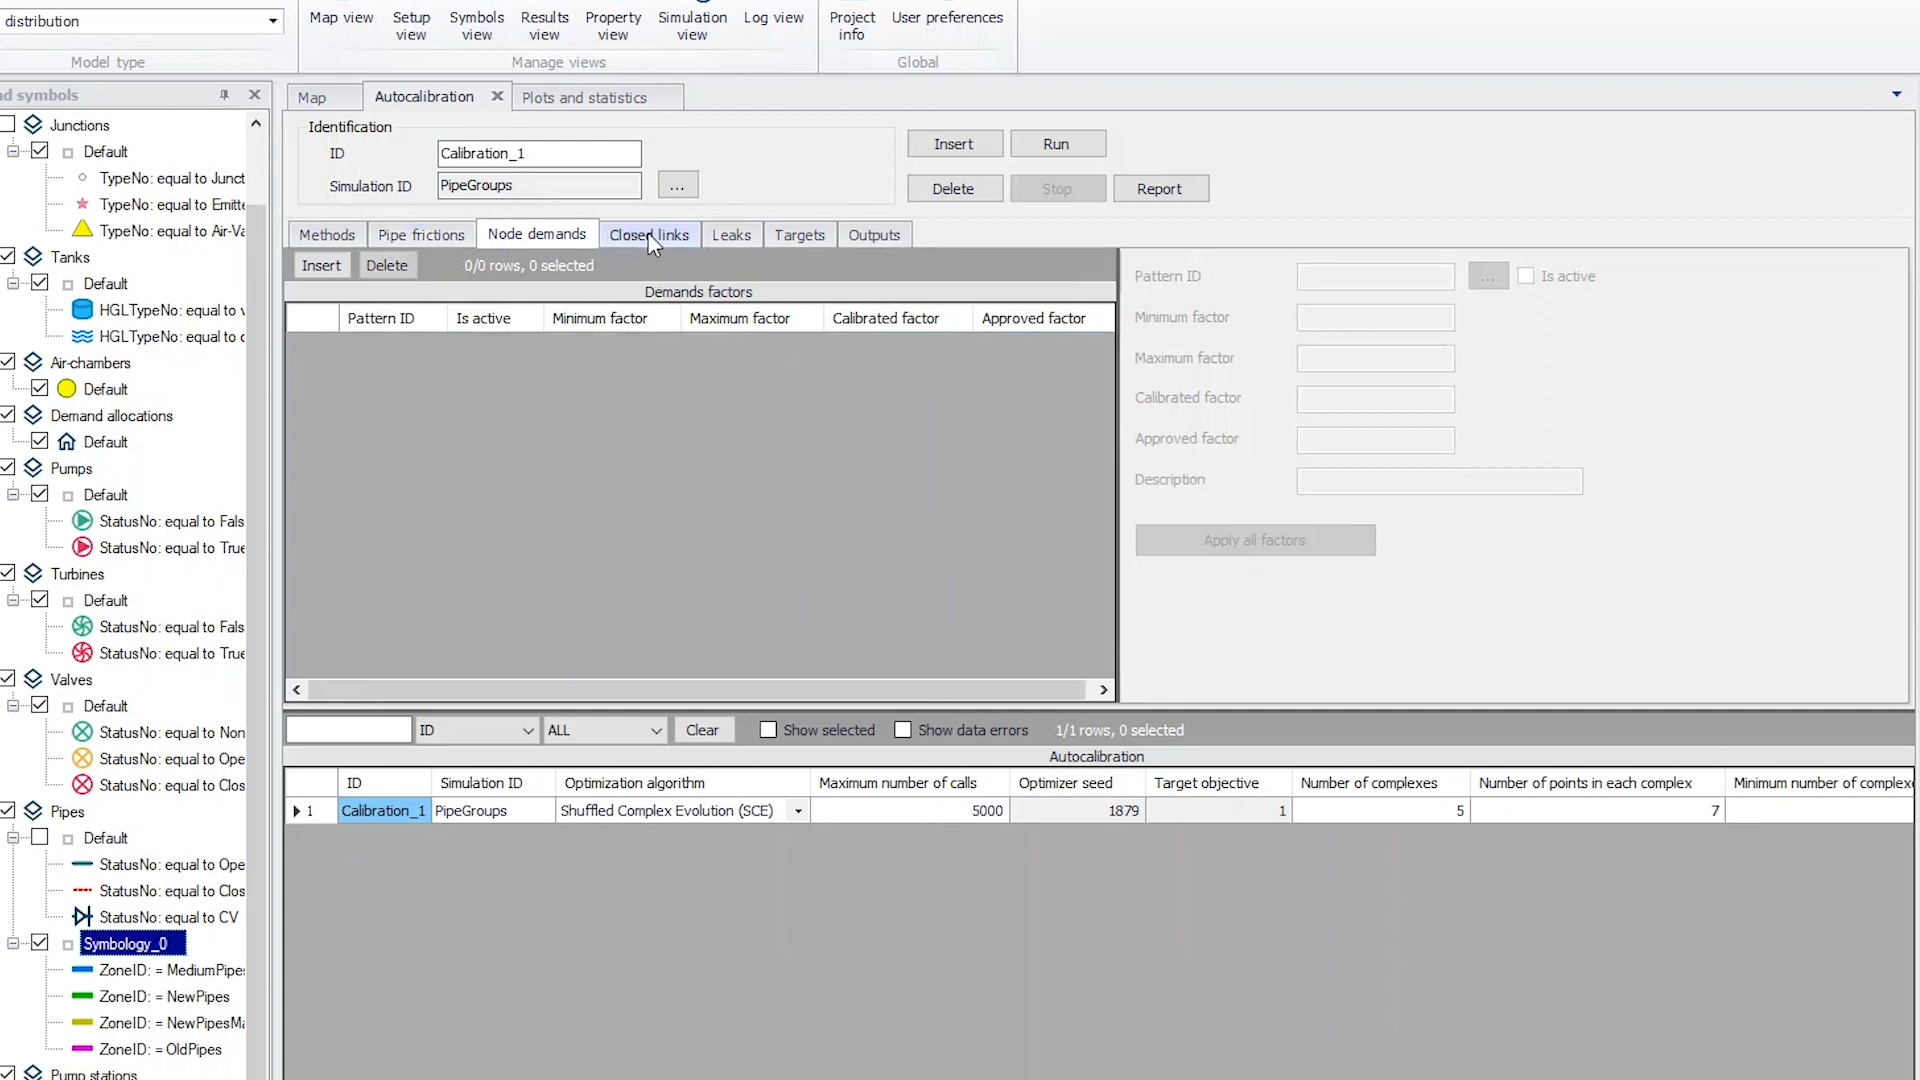 distribution
Map view
Setup view
Symbols view
Results view
Property view
Simulation view
Log view
Project info
User preferences
Model type
Manage views
Global
nd symbols
Map
Autocalibration
Plots and statistics
Junctions
Default
TypeNo: equal to Junct
TypeNo: equal to Emitte
TypeNo: equal to Air-Va
Tanks
Default
HGLTypeNo: equal to v
HGLTypeNo: equal to c
Air-chambers
Default
Demand allocations
Default
Pumps
Default
StatusNo: equal to Fals
StatusNo: equal to True
Turbines
Default
StatusNo: equal to Fals
StatusNo: equal to True
Valves
Default
StatusNo: equal to Non
StatusNo: equal to Ope
StatusNo: equal to Clos
Pipes
Default
StatusNo: equal to Ope
StatusNo: equal to Clos
StatusNo: equal to CV
Symbology_0
ZoneID: = MediumPipes
ZoneID: = NewPipes
ZoneID: = NewPipesMa
ZoneID: = OldPipes
Pump stations
Identification
ID
Calibration_1
Simulation ID
PipeGroups
...
Insert
Run
Delete
Stop
Report
Methods
Pipe frictions
Node demands
Closed links
Leaks
Targets
Outputs
Insert
Delete
0/0 rows, 0 selected
Demands factors
Pattern ID
Is active
Minimum factor
Maximum factor
Calibrated factor
Approved factor
Pattern ID
...
Is active
Minimum factor
Maximum factor
Calibrated factor
Approved factor
Description
Apply all factors
ID
ALL
Clear
Show selected
Show data errors
1/1 rows, 0 selected
Autocalibration
ID
Simulation ID
Optimization algorithm
Maximum number of calls
Optimizer seed
Target objective
Number of complexes
Number of points in each complex
Minimum number of complexe
1
Calibration_1
PipeGroups
Shuffled Complex Evolution (SCE)
5000
1879
1
5
7